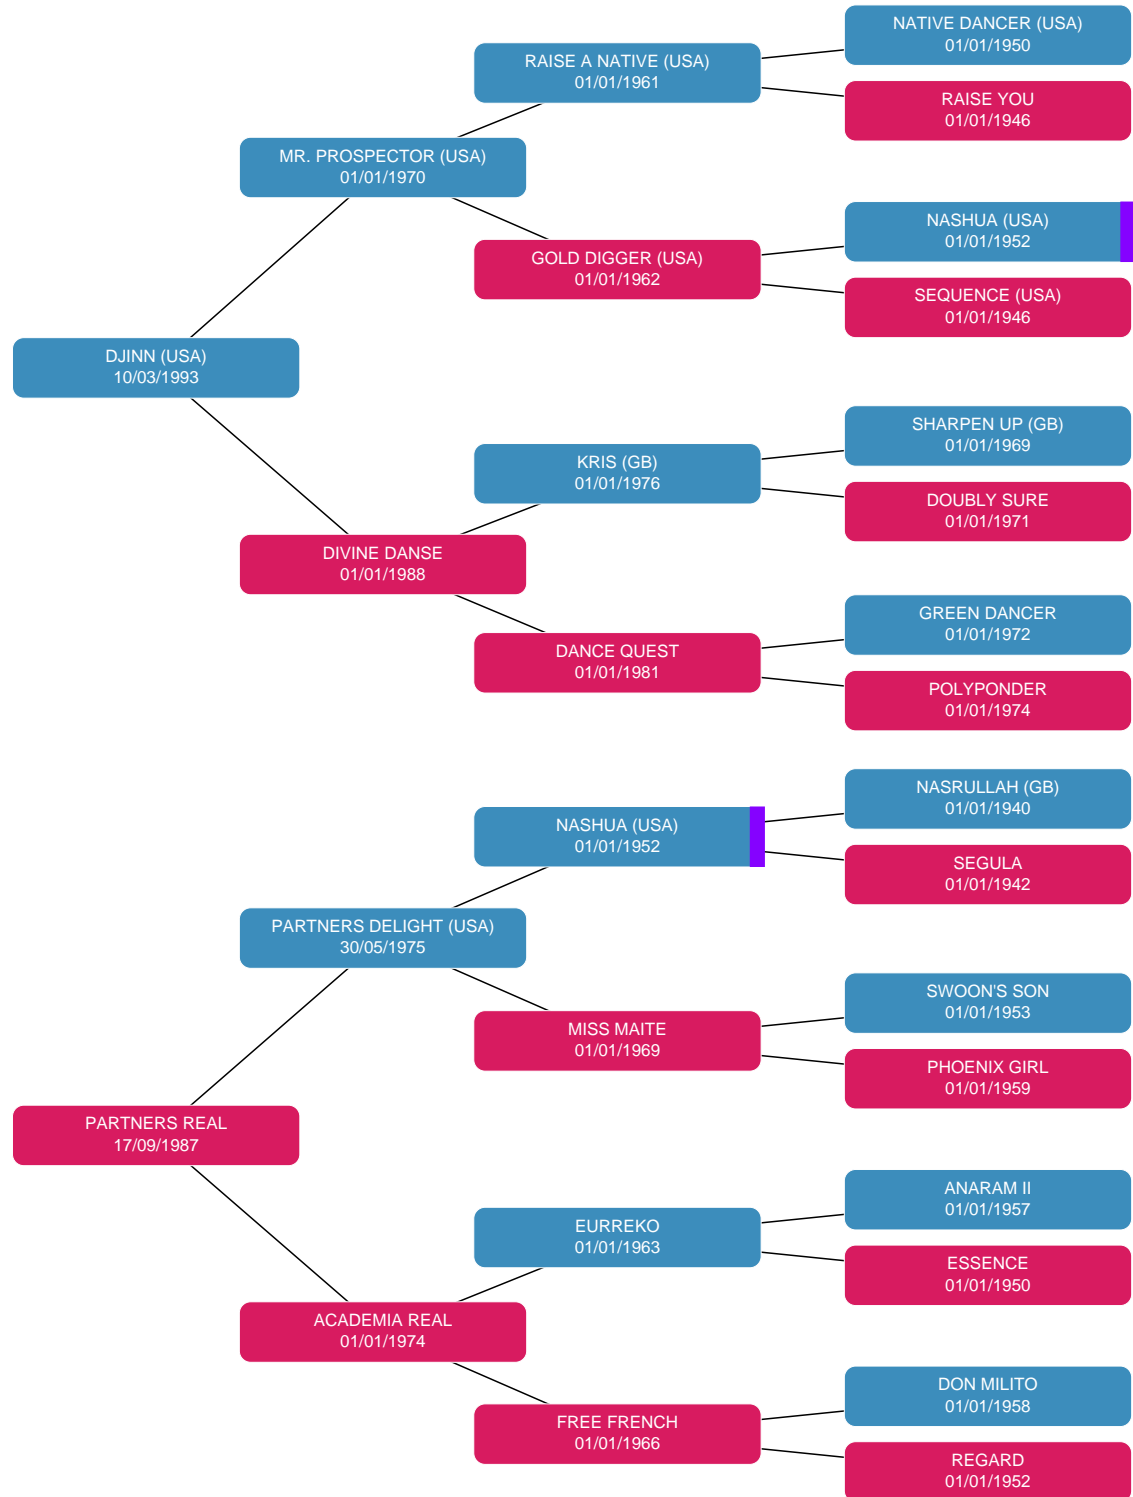 NATIVE DANCER (USA)
01/01/1950
RAISE A NATIVE (USA)
01/01/1961
RAISE YOU
01/01/1946
MR. PROSPECTOR (USA)
01/01/1970
NASHUA (USA)
01/01/1952
GOLD DIGGER (USA)
01/01/1962
SEQUENCE (USA)
01/01/1946
DJINN (USA)
10/03/1993
SHARPEN UP (GB)
01/01/1969
KRIS (GB)
01/01/1976
DOUBLY SURE
01/01/1971
DIVINE DANSE
01/01/1988
GREEN DANCER
01/01/1972
DANCE QUEST
01/01/1981
POLYPONDER
01/01/1974
NASRULLAH (GB)
01/01/1940
NASHUA (USA)
01/01/1952
SEGULA
01/01/1942
PARTNERS DELIGHT (USA)
30/05/1975
SWOON'S SON
01/01/1953
MISS MAITE
01/01/1969
PHOENIX GIRL
01/01/1959
PARTNERS REAL
17/09/1987
ANARAM II
01/01/1957
EURREKO
01/01/1963
ESSENCE
01/01/1950
ACADEMIA REAL
01/01/1974
DON MILITO
01/01/1958
FREE FRENCH
01/01/1966
REGARD
01/01/1952